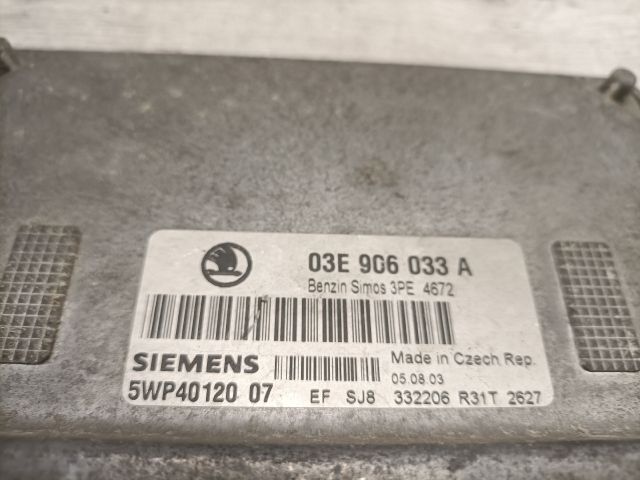 03E 906 033 A
Benzin Simos 3PE 4672
SIEMENS
Made in Czech Rep.
5WP40120 07
05.08.03
EF SJ8 332206 R31T 2627